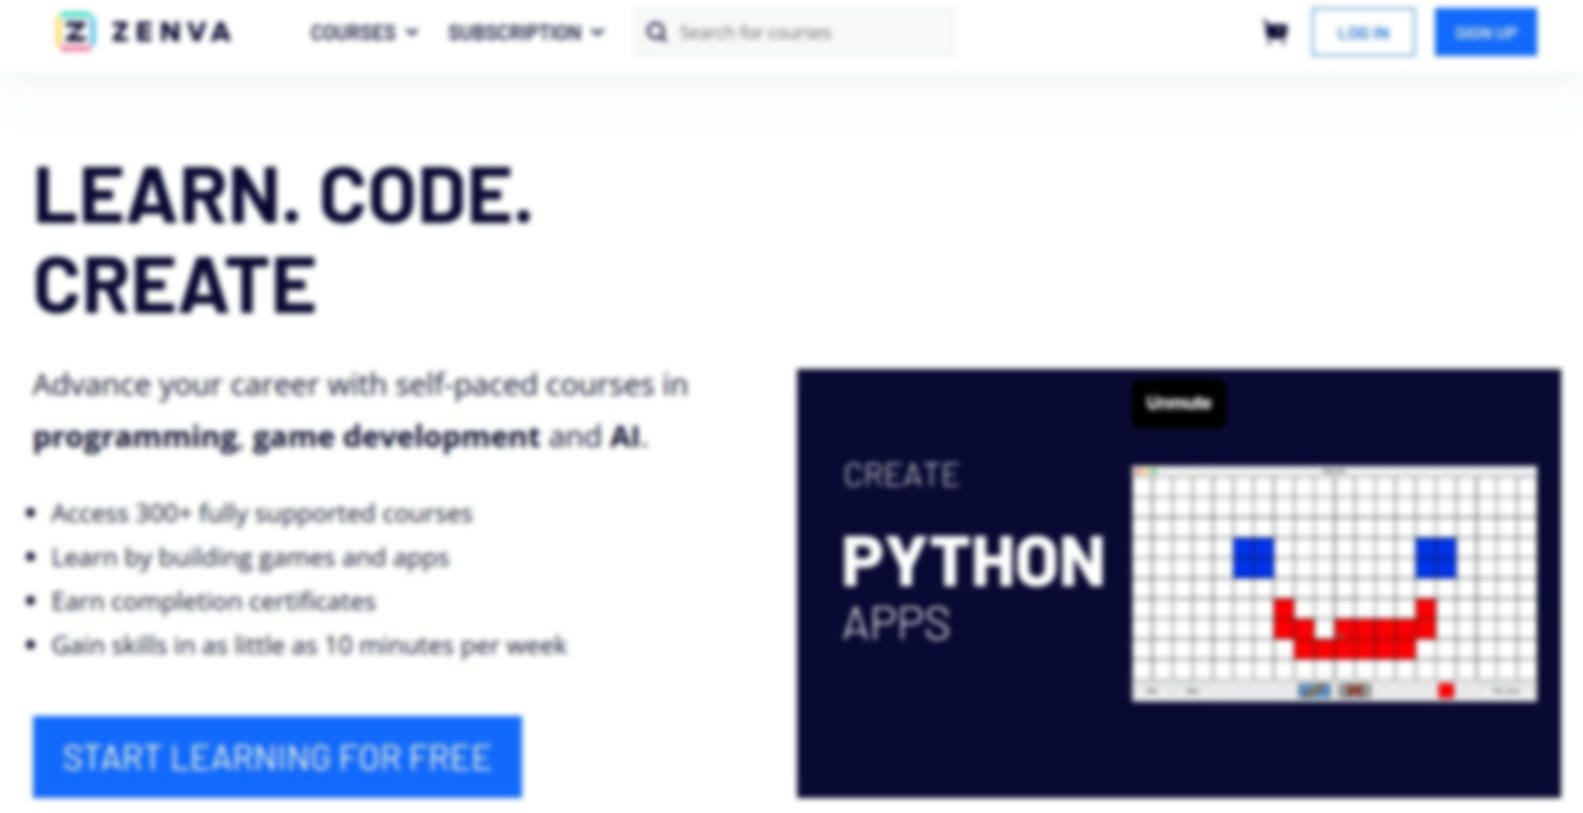 ZENVA
COURSES
SUBSCRIPTION
Search for courses
LOG IN
SIGN UP
LEARN. CODE.
CREATE
Advance your career with self-paced courses in
programming, game development and AI.
Access 300+ fully supported courses
Learn by building games and apps
Earn completion certificates
Gain skills in as little as 10 minutes per week
START LEARNING FOR FREE
Unmute
CREATE
PYTHON
APPS